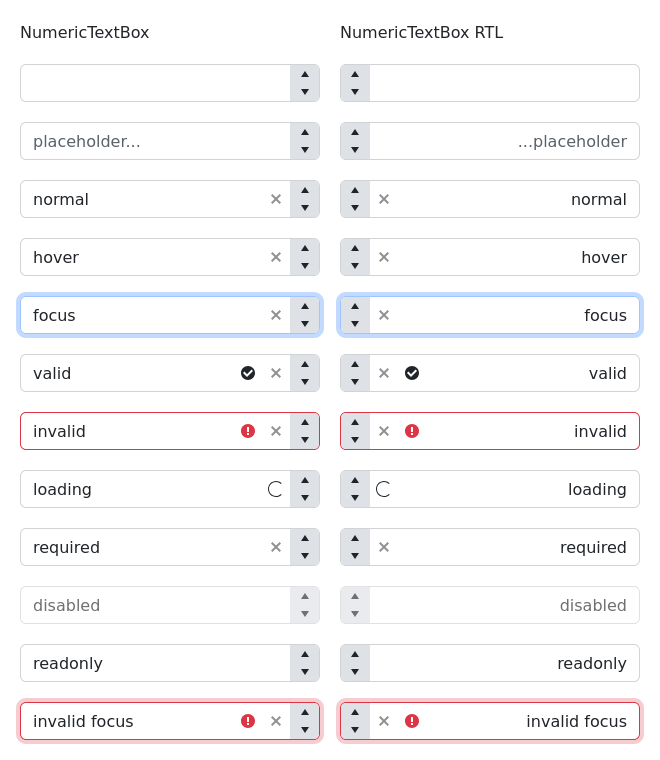 NumericTextBox NumericTextBox RTL
placeholder... ...placeholder
normal normal
hover hover
focus focus
valid valid
invalid invalid
loading loading
required required
disabled disabled
readonly readonly
invalid focus invalid focus